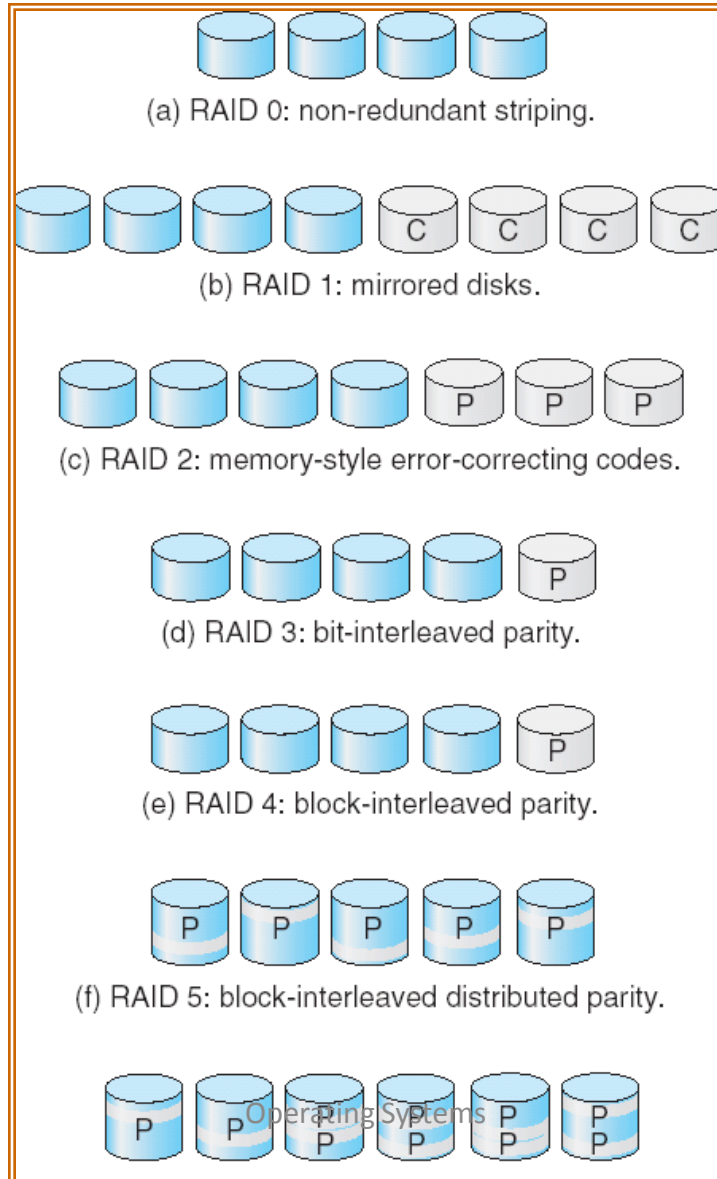 (a) RAID 0: non-redundant striping.
C C C C
(b) RAID 1: mirrored disks.
P P P
(c) RAID 2: memory-style error-correcting codes.
P
(d) RAID 3: bit-interleaved parity.
P
(e) RAID 4: block-interleaved parity.
P P P P P
(f) RAID 5: block-interleaved distributed parity.
Operating Systems
P P P P P P
P P P